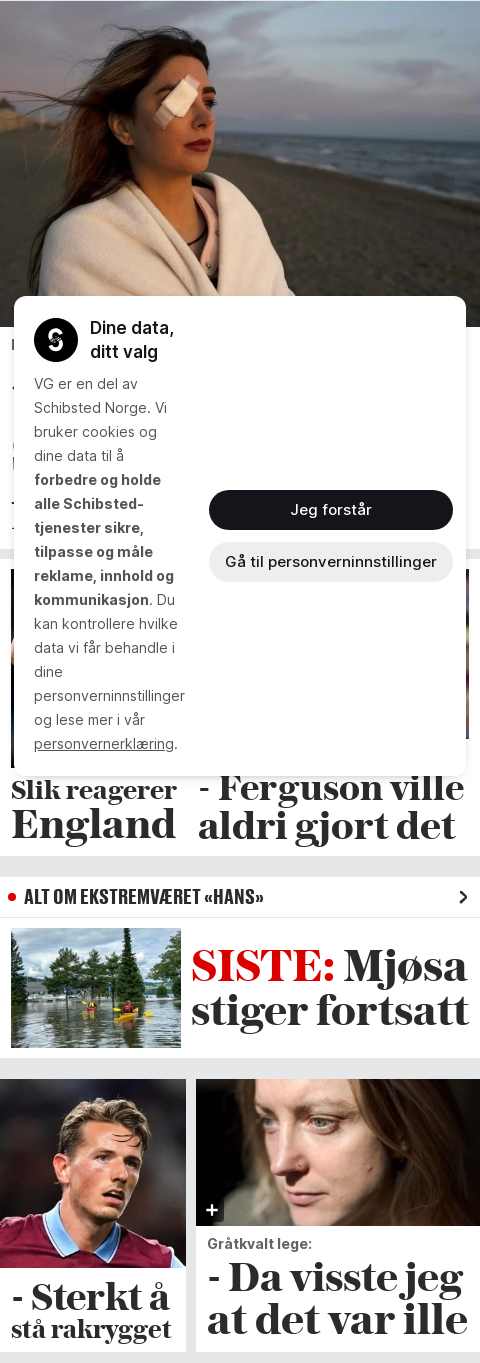 Dine data,
ditt valg
VG er en del av
Schibsted Norge. Vi
bruker cookies og
dine data til å
forbedre og holde
alle Schibsted-
tjenester sikre,
tilpasse og måle
reklame, innhold og
kommunikasjon. Du
kan kontrollere hvilke
data vi får behandle i
dine
personverninnstillinger
og lese mer i vår
personvernerklæring.
Jeg forstår
Gå til personverninnstillinger
Slik reagerer
England
- Ferguson ville
aldri gjort det
ALT OM EKSTREMVÆRET «HANS»
SISTE: Mjøsa
stiger fortsatt
- Sterkt å
stå rakrygget
Gråtkvalt lege:
- Da visste jeg
at det var ille